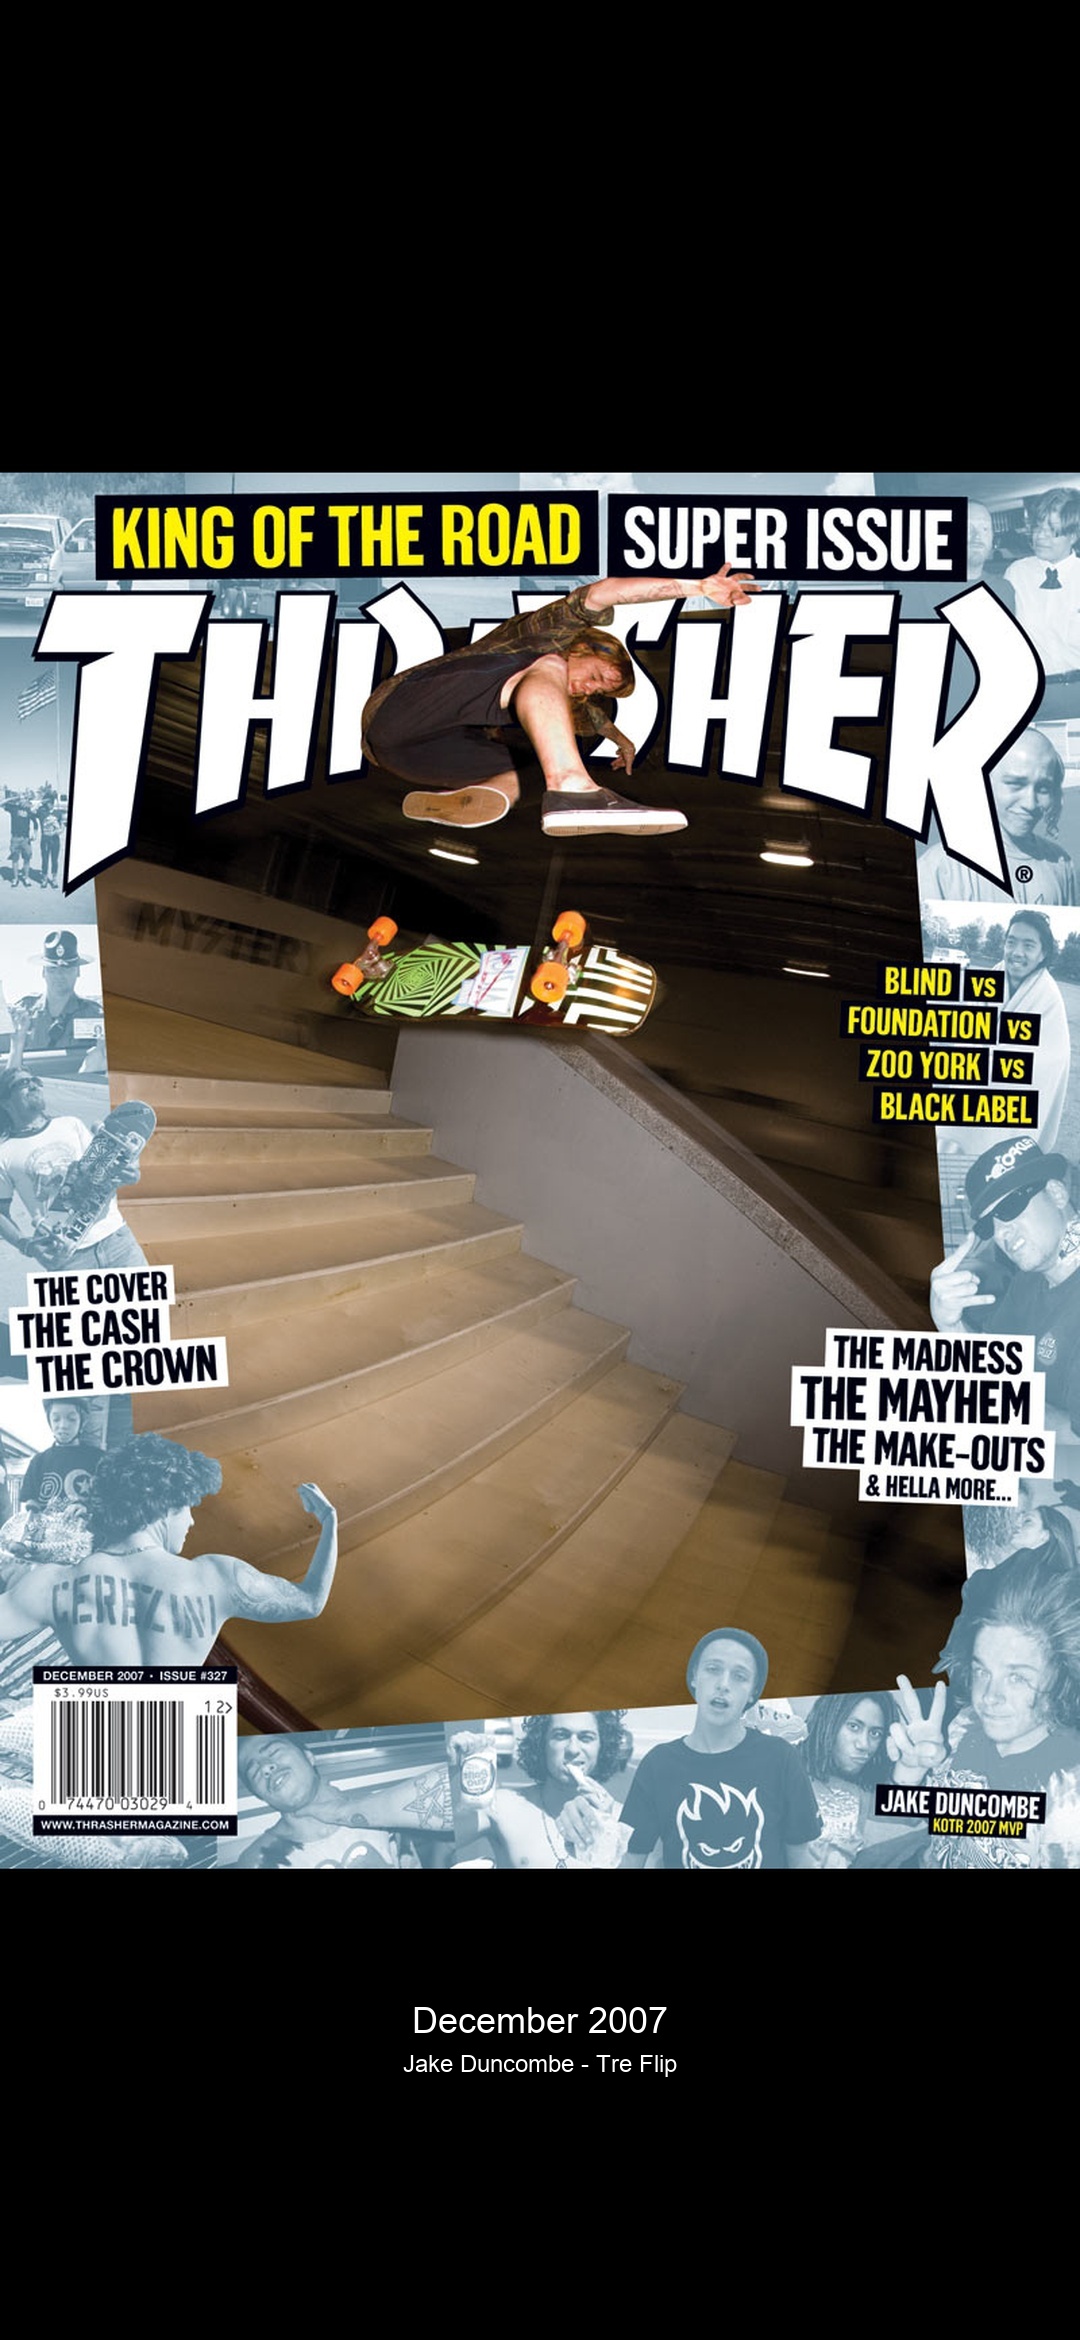 KING OF THE ROAD SUPER ISSUE
THRASHER®
MYSTERY
BLIND vs
FOUNDATION vs
ZOO YORK vs
BLACK LABEL
THE COVER
THE CASH
THE CROWN
THE MADNESS
THE MAYHEM
THE MAKE-OUTS
& HELLA MORE...
CEREZINI
DECEMBER 2007 · ISSUE #327
$3.99US
12>
0 74470 03029 4
WWW.THRASHERMAGAZINE.COM
JAKE DUNCOMBE
KOTR 2007 MVP
December 2007
Jake Duncombe - Tre Flip